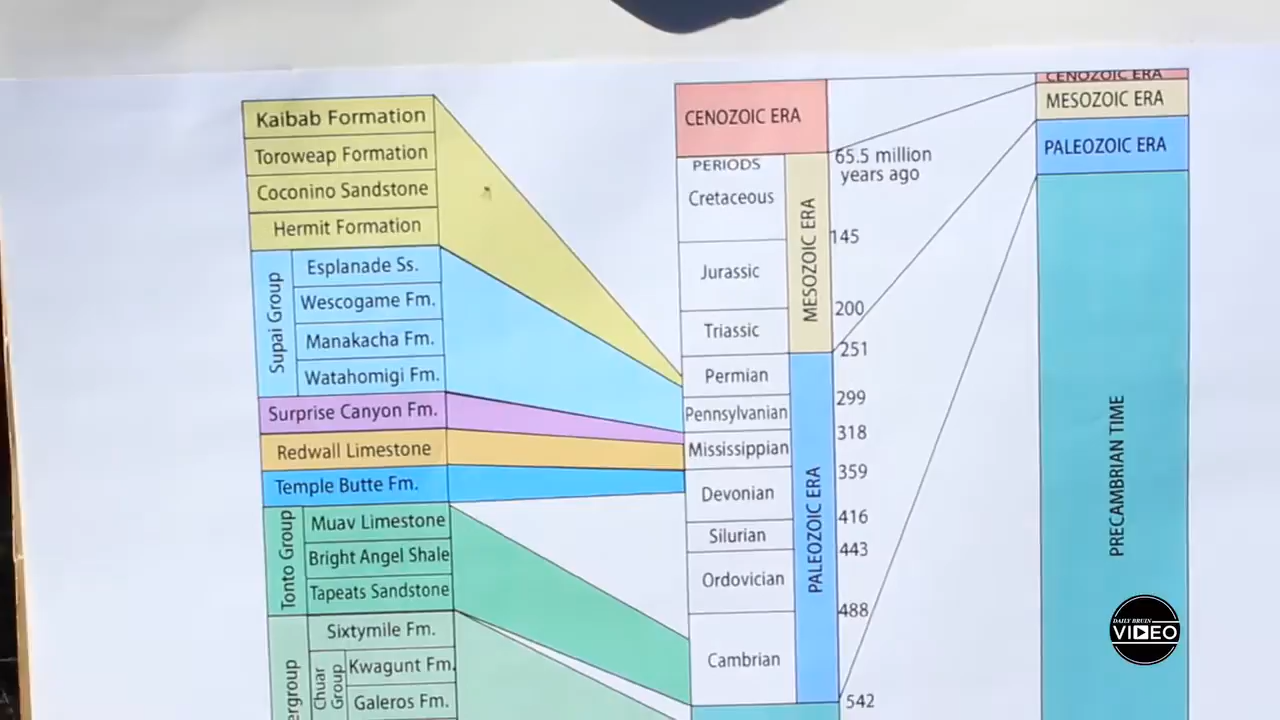 Kaibab Formation
Toroweap Formation
Coconino Sandstone
Hermit Formation
Supai Group
Esplanade Ss.
Wescogame Fm.
Manakacha Fm.
Watahomigi Fm.
Surprise Canyon Fm.
Redwall Limestone
Temple Butte Fm.
Tonto Group
Muav Limestone
Bright Angel Shale
Tapeats Sandstone
Sixtymile Fm.
ergroup
Chuar
Group
Kwagunt Fm.
Galeros Fm.
CENOZOIC ERA
PERIODS
Cretaceous
Jurassic
Triassic
MESOZOIC ERA
Permian
Pennsylvanian
Mississippian
Devonian
Silurian
Ordovician
Cambrian
PALEOZOIC ERA
65.5 million
years ago
145
200
251
299
318
359
416
443
488
542
CENOZOIC ERA
MESOZOIC ERA
PALEOZOIC ERA
PRECAMBRIAN TIME
DAILY BRUIN
VIDEO